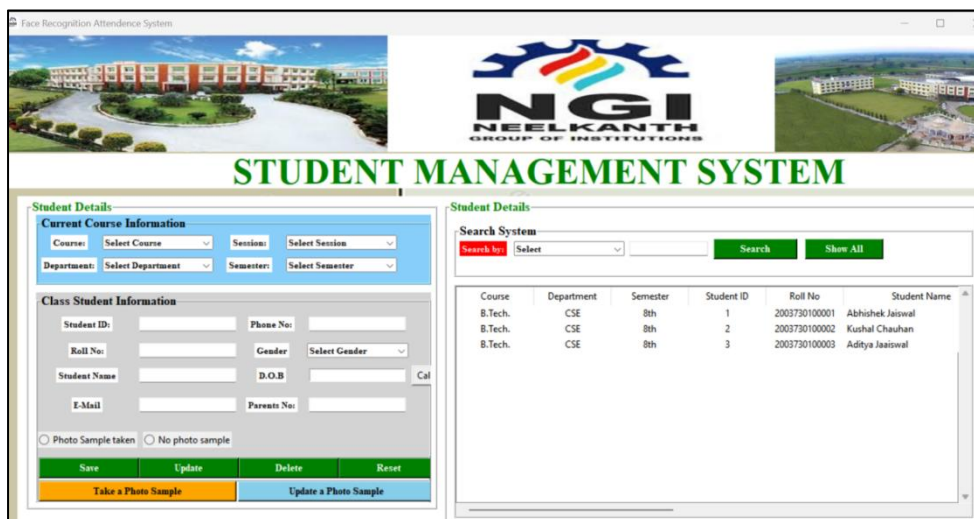 Face Recognition Attendence System
NGI
NEELKANTH
GROUP OF INSTITUTIONS
STUDENT MANAGEMENT SYSTEM
Student Details
Current Course Information
Course: Select Course Session: Select Session
Department: Select Department Semester: Select Semester
Class Student Information
Student ID: Phone No:
Roll No: Gender Select Gender
Student Name D.O.B Cal
E-Mail Parents No:
Photo Sample taken No photo sample
Save Update Delete Reset
Take a Photo Sample Update a Photo Sample
Student Details
Search System
Search by: Select Search Show All
Course Department Semester Student ID Roll No Student Name
B.Tech. CSE 8th 1 2003730100001 Abhishek Jaiswal
B.Tech. CSE 8th 2 2003730100002 Kushal Chauhan
B.Tech. CSE 8th 3 2003730100003 Aditya Jaaiswal